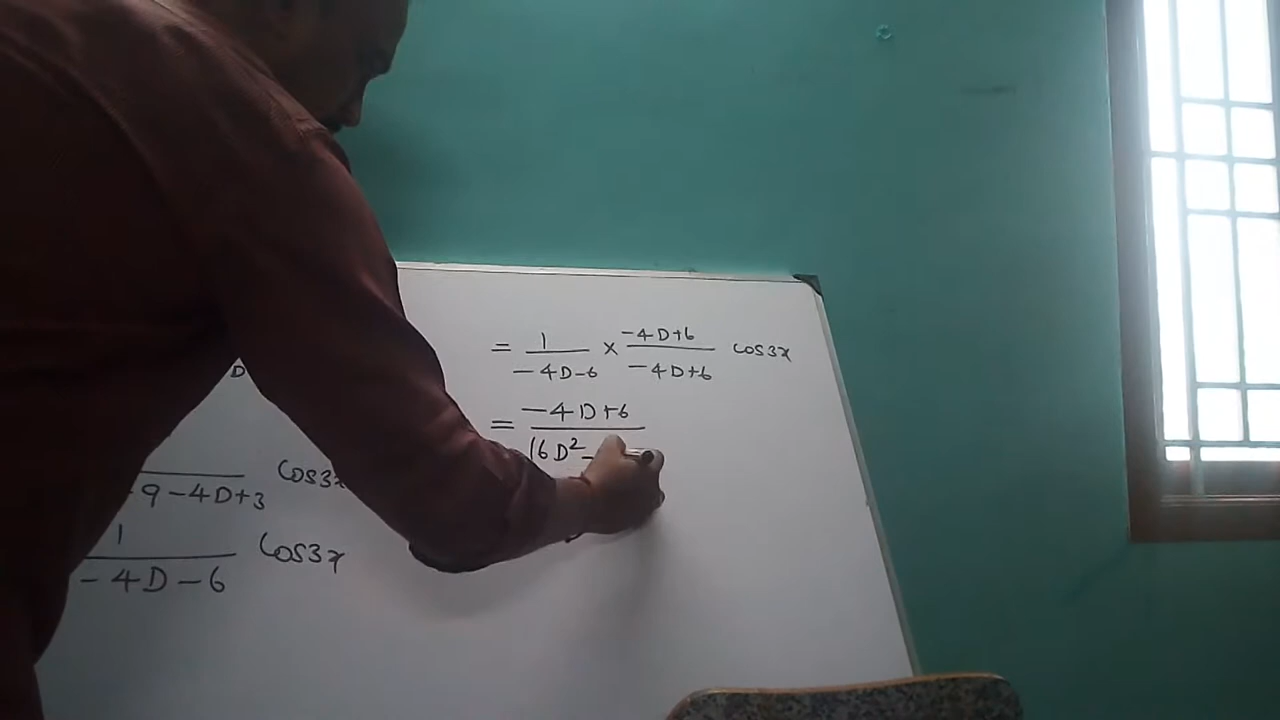 D
-9-4D+3 cos3x
1
-4D-6 cos3x
= 1/-4D-6 × -4D+6/-4D+6 cos3x
= -4D+6/16D²-